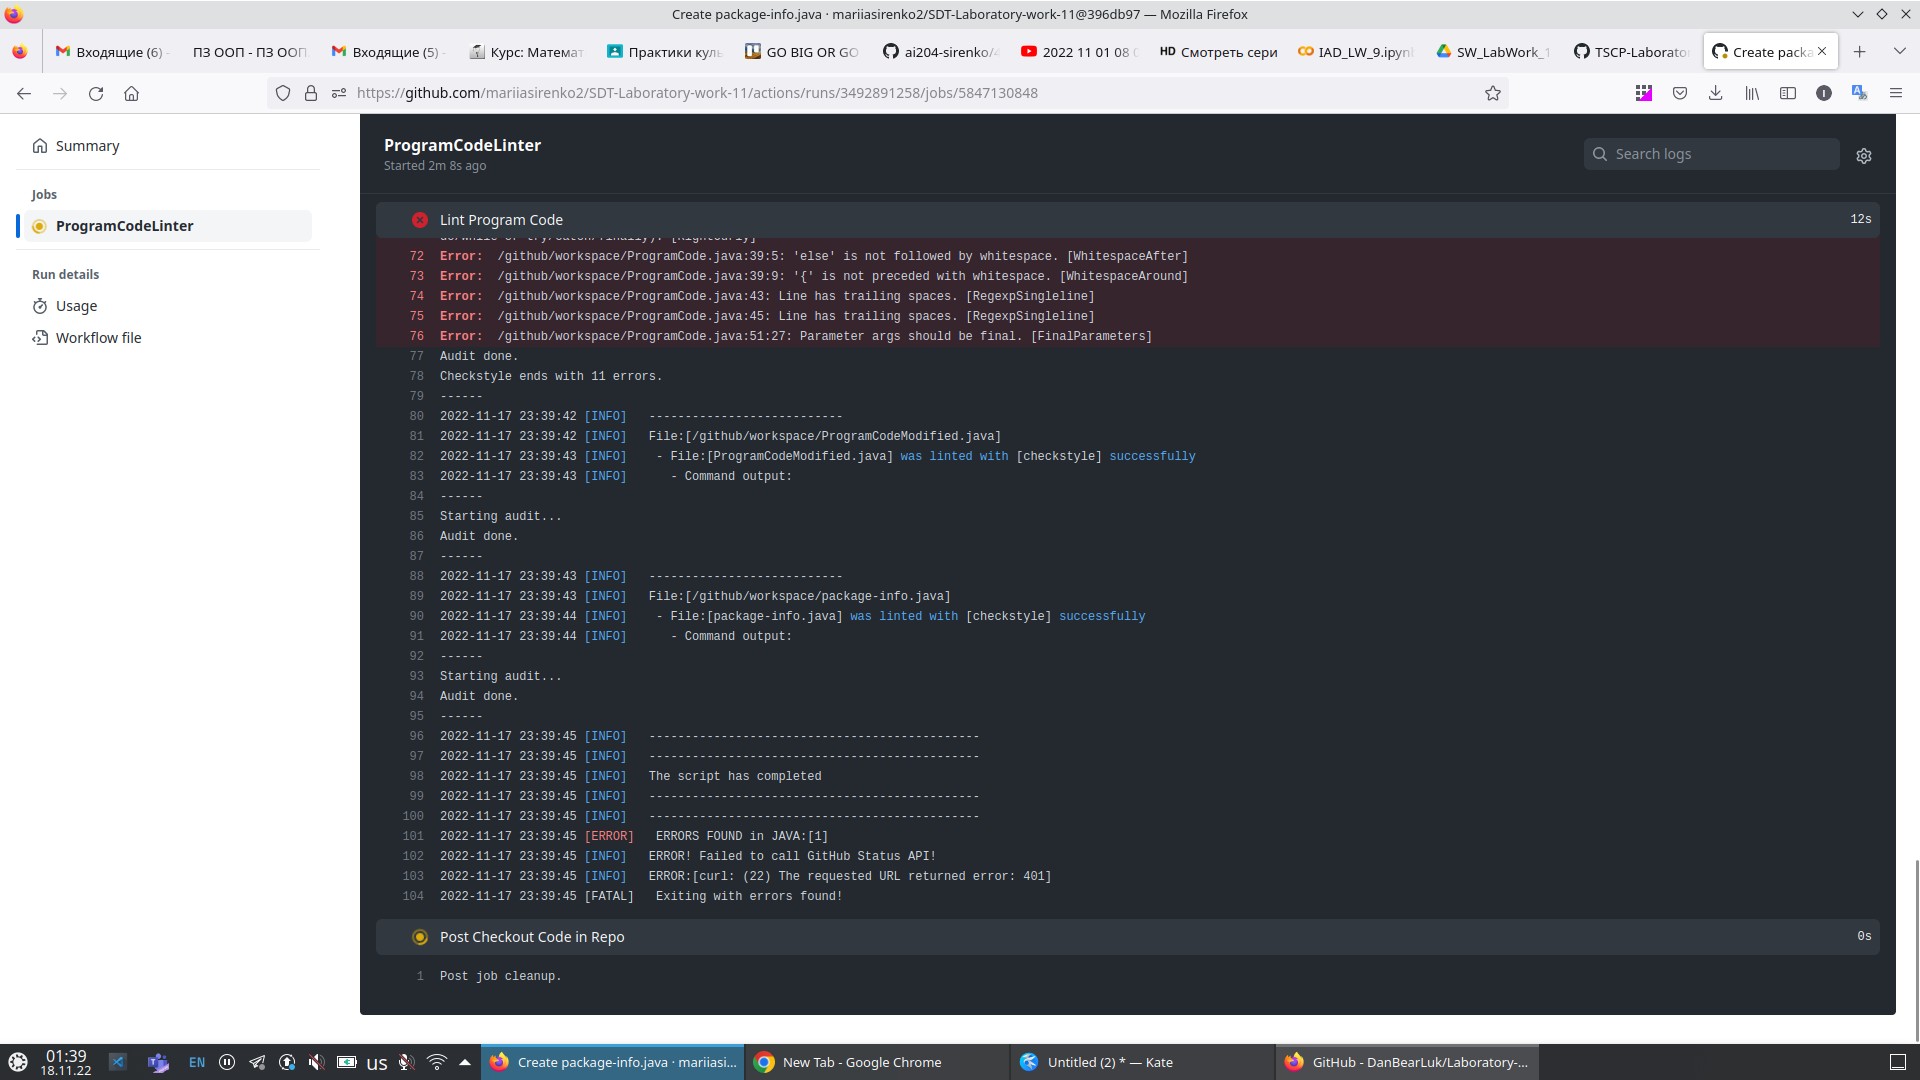 Create package-info.java · mariiasirenko2/SDT-Laboratory-work-11@396db97 — Mozilla Firefox
Входящие (6) -
ПЗ ООП - ПЗ ООП
Входящие (5) -
Курс: Математ
Практики куль
GO BIG OR GO
ai204-sirenko/4
2022 11 01 08 0
HD Смотреть сери
IAD_LW_9.ipynb
SW_LabWork_1
TSCP-Laborato
Create packa
https://github.com/mariiasirenko2/SDT-Laboratory-work-11/actions/runs/3492891258/jobs/5847130848
Summary
Jobs
ProgramCodeLinter
Run details
Usage
Workflow file
ProgramCodeLinter
Started 2m 8s ago
Search logs
Lint Program Code 12s
72 Error: /github/workspace/ProgramCode.java:39:5: 'else' is not followed by whitespace. [WhitespaceAfter]
73 Error: /github/workspace/ProgramCode.java:39:9: '{' is not preceded with whitespace. [WhitespaceAround]
74 Error: /github/workspace/ProgramCode.java:43: Line has trailing spaces. [RegexpSingleline]
75 Error: /github/workspace/ProgramCode.java:45: Line has trailing spaces. [RegexpSingleline]
76 Error: /github/workspace/ProgramCode.java:51:27: Parameter args should be final. [FinalParameters]
77 Audit done.
78 Checkstyle ends with 11 errors.
79 ------
80 2022-11-17 23:39:42 [INFO] ---------------------------
81 2022-11-17 23:39:42 [INFO] File:[/github/workspace/ProgramCodeModified.java]
82 2022-11-17 23:39:43 [INFO] - File:[ProgramCodeModified.java] was linted with [checkstyle] successfully
83 2022-11-17 23:39:43 [INFO] - Command output:
84 ------
85 Starting audit...
86 Audit done.
87 ------
88 2022-11-17 23:39:43 [INFO] ---------------------------
89 2022-11-17 23:39:43 [INFO] File:[/github/workspace/package-info.java]
90 2022-11-17 23:39:44 [INFO] - File:[package-info.java] was linted with [checkstyle] successfully
91 2022-11-17 23:39:44 [INFO] - Command output:
92 ------
93 Starting audit...
94 Audit done.
95 ------
96 2022-11-17 23:39:45 [INFO] ----------------------------------------------
97 2022-11-17 23:39:45 [INFO] ----------------------------------------------
98 2022-11-17 23:39:45 [INFO] The script has completed
99 2022-11-17 23:39:45 [INFO] ----------------------------------------------
100 2022-11-17 23:39:45 [INFO] ----------------------------------------------
101 2022-11-17 23:39:45 [ERROR] ERRORS FOUND in JAVA:[1]
102 2022-11-17 23:39:45 [INFO] ERROR! Failed to call GitHub Status API!
103 2022-11-17 23:39:45 [INFO] ERROR:[curl: (22) The requested URL returned error: 401]
104 2022-11-17 23:39:45 [FATAL] Exiting with errors found!
Post Checkout Code in Repo 0s
1 Post job cleanup.
01:39
18.11.22
EN
us
Create package-info.java · mariiasi...
New Tab - Google Chrome
Untitled (2) * — Kate
GitHub - DanBearLuk/Laboratory-...